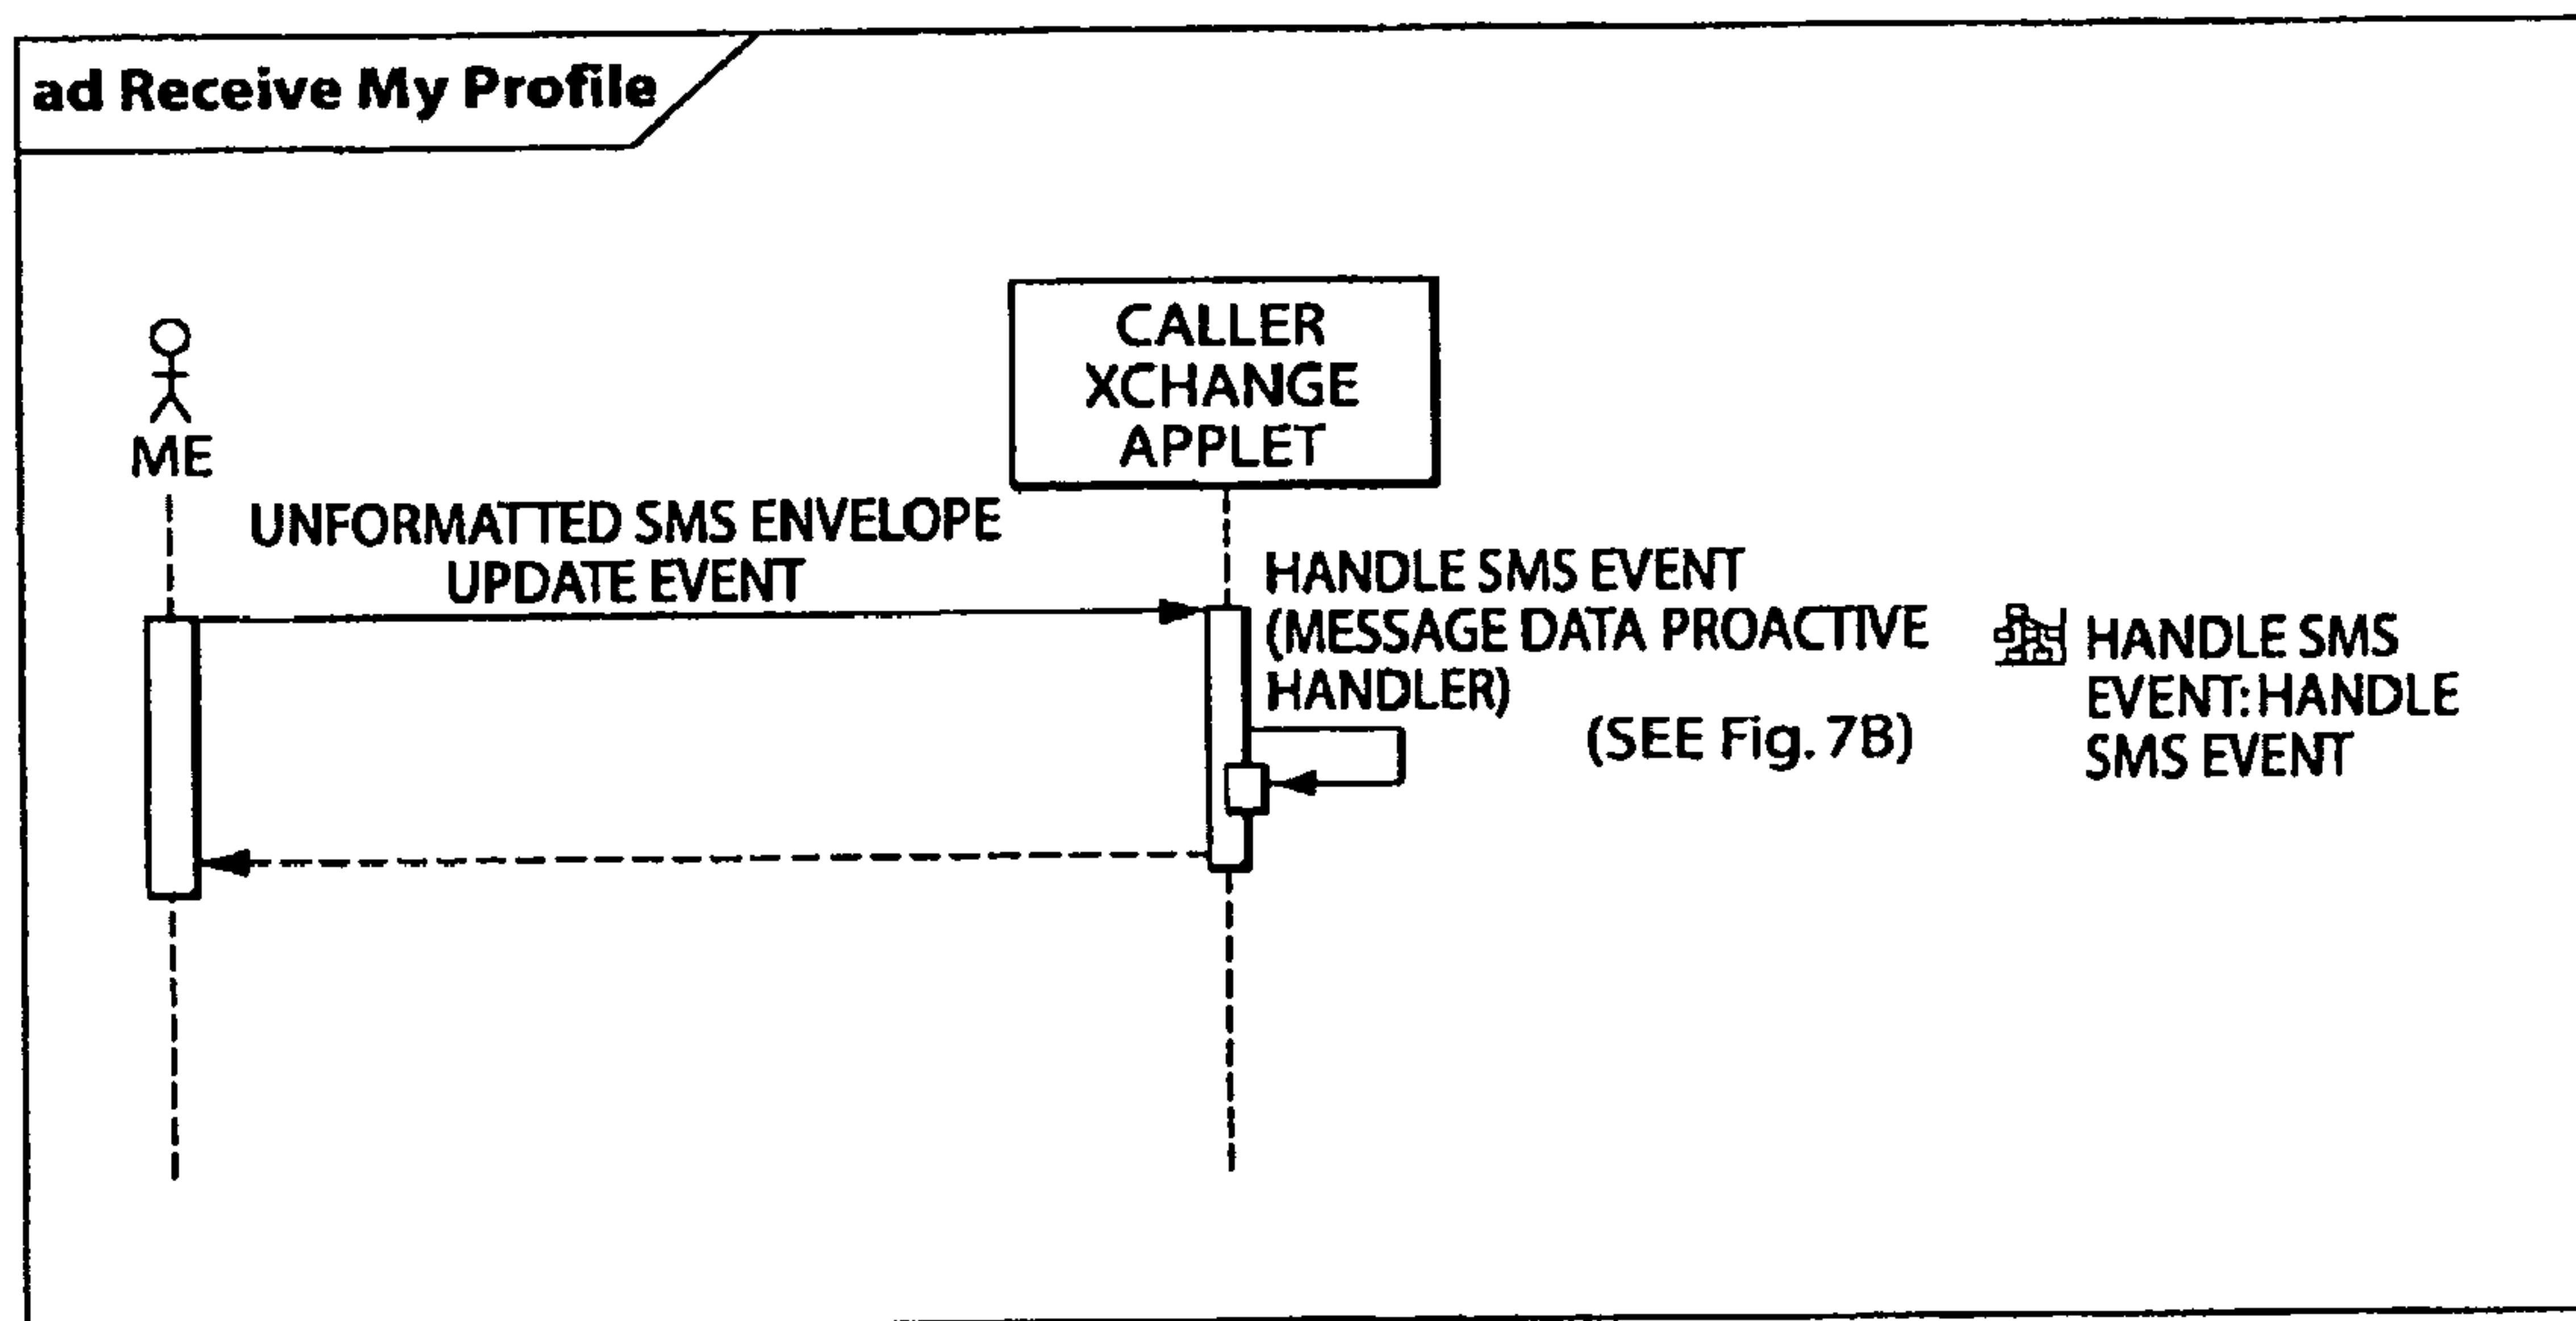 ad Receive My Profile
CALLER
XCHANGE
APPLET
ME
UNFORMATTED SMS ENVELOPE
UPDATE EVENT
HANDLE SMS EVENT
(MESSAGE DATA PROACTIVE
HANDLER)
(SEE Fig. 7B)
HANDLE SMS
EVENT: HANDLE
SMS EVENT